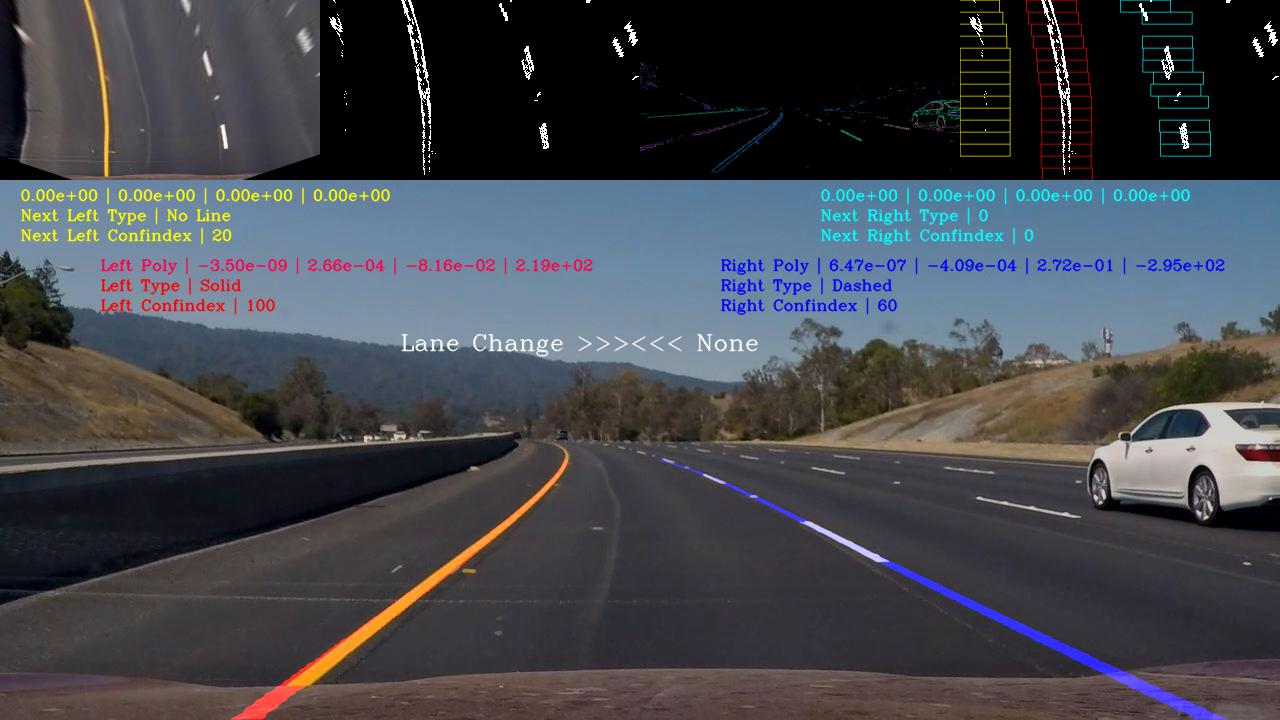 0.00e+00 | 0.00e+00 | 0.00e+00 | 0.00e+00
Next Left Type | No Line
Next Left Confindex | 20
0.00e+00 | 0.00e+00 | 0.00e+00 | 0.00e+00
Next Right Type | 0
Next Right Confindex | 0
Left Poly | −3.50e−09 | 2.66e−04 | −8.16e−02 | 2.19e+02
Left Type | Solid
Left Confindex | 100
Right Poly | 6.47e−07 | −4.09e−04 | 2.72e−01 | −2.95e+02
Right Type | Dashed
Right Confindex | 60
Lane Change >>><<< None